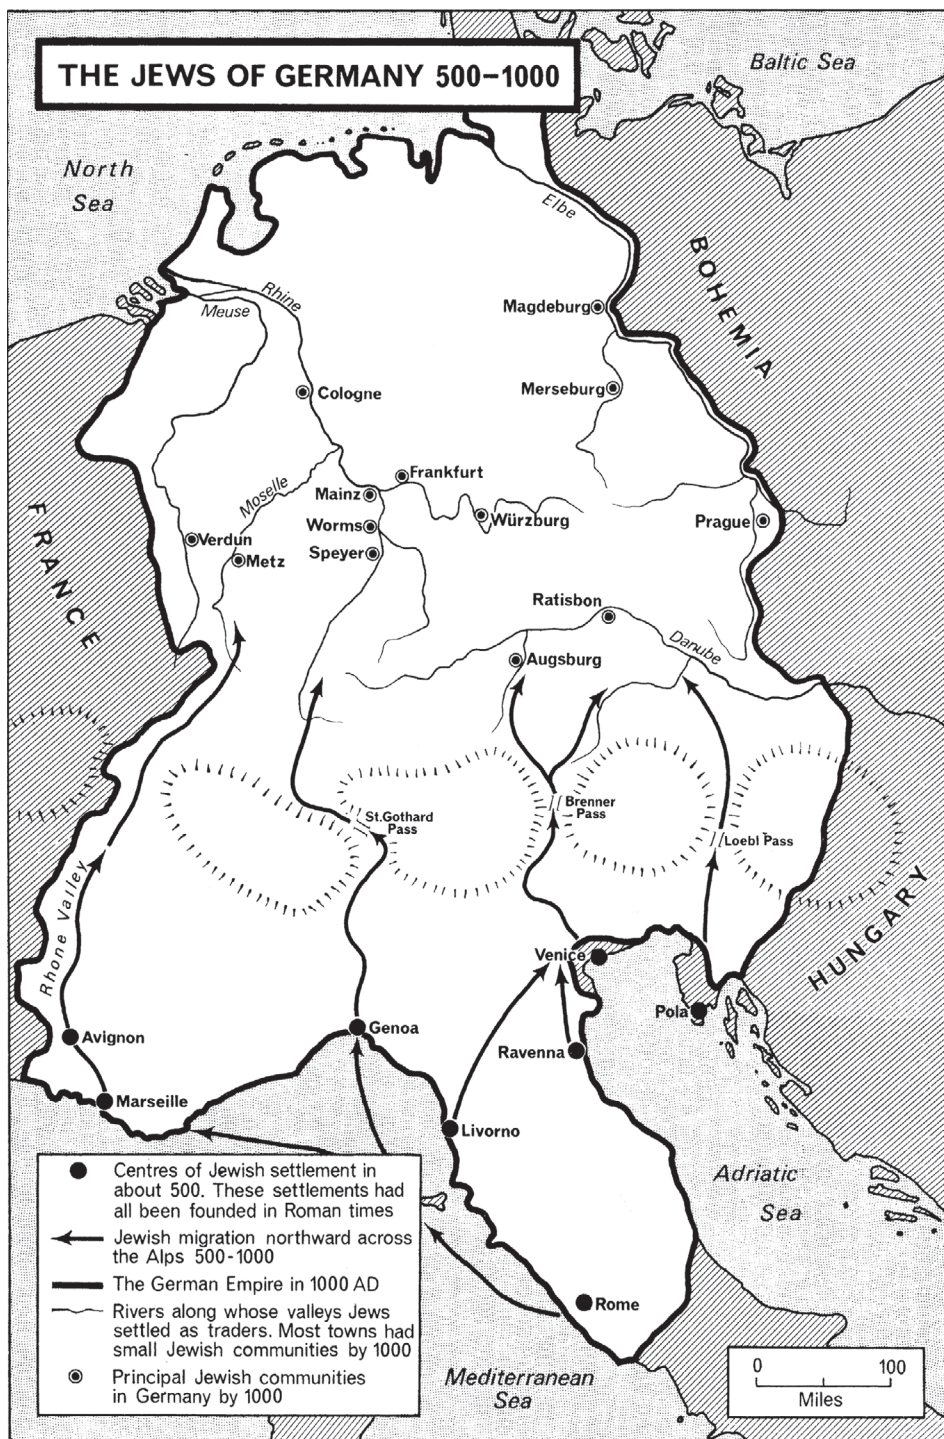 THE JEWS OF GERMANY 500–1000
Baltic Sea
North
Sea
Elbe
BOHEMIA
Rhine
Meuse
Magdeburg
Merseburg
Cologne
Frankfurt
Moselle
Mainz
Würzburg
Worms
Prague
Verdun
Speyer
Metz
FRANCE
Ratisbon
Danube
Augsburg
St.Gothard
Pass
Brenner
Pass
Loebl Pass
Rhone Valley
HUNGARY
Venice
Pola
Avignon
Genoa
Ravenna
Marseille
Livorno
Adriatic
Sea
Rome
Mediterranean
Sea
Centres of Jewish settlement in
about 500. These settlements had
all been founded in Roman times
Jewish migration northward across
the Alps 500-1000
The German Empire in 1000 AD
Rivers along whose valleys Jews
settled as traders. Most towns had
small Jewish communities by 1000
Principal Jewish communities
in Germany by 1000
0 100
Miles